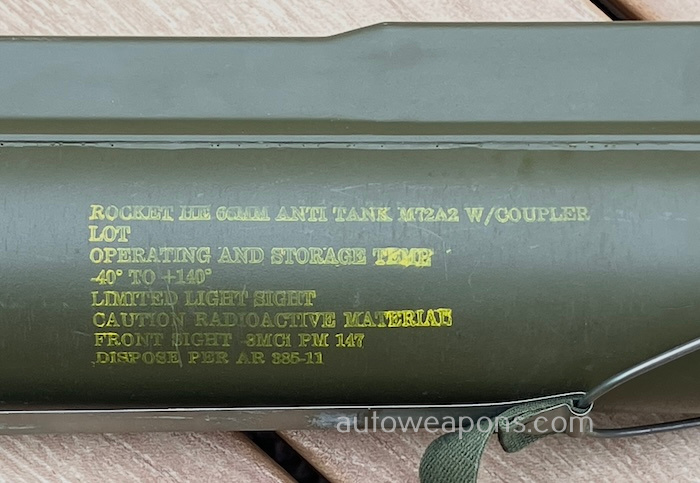 ROCKET HE 66MM ANTI TANK M72A2 W/COUPLER
LOT
OPERATING AND STORAGE TEMP
-40° TO +140°
LIMITED LIGHT SIGHT
CAUTION RADIOACTIVE MATERIAL
FRONT SIGHT -3MCi PM 147
DISPOSE PER AR 385-11
autoweapons.com